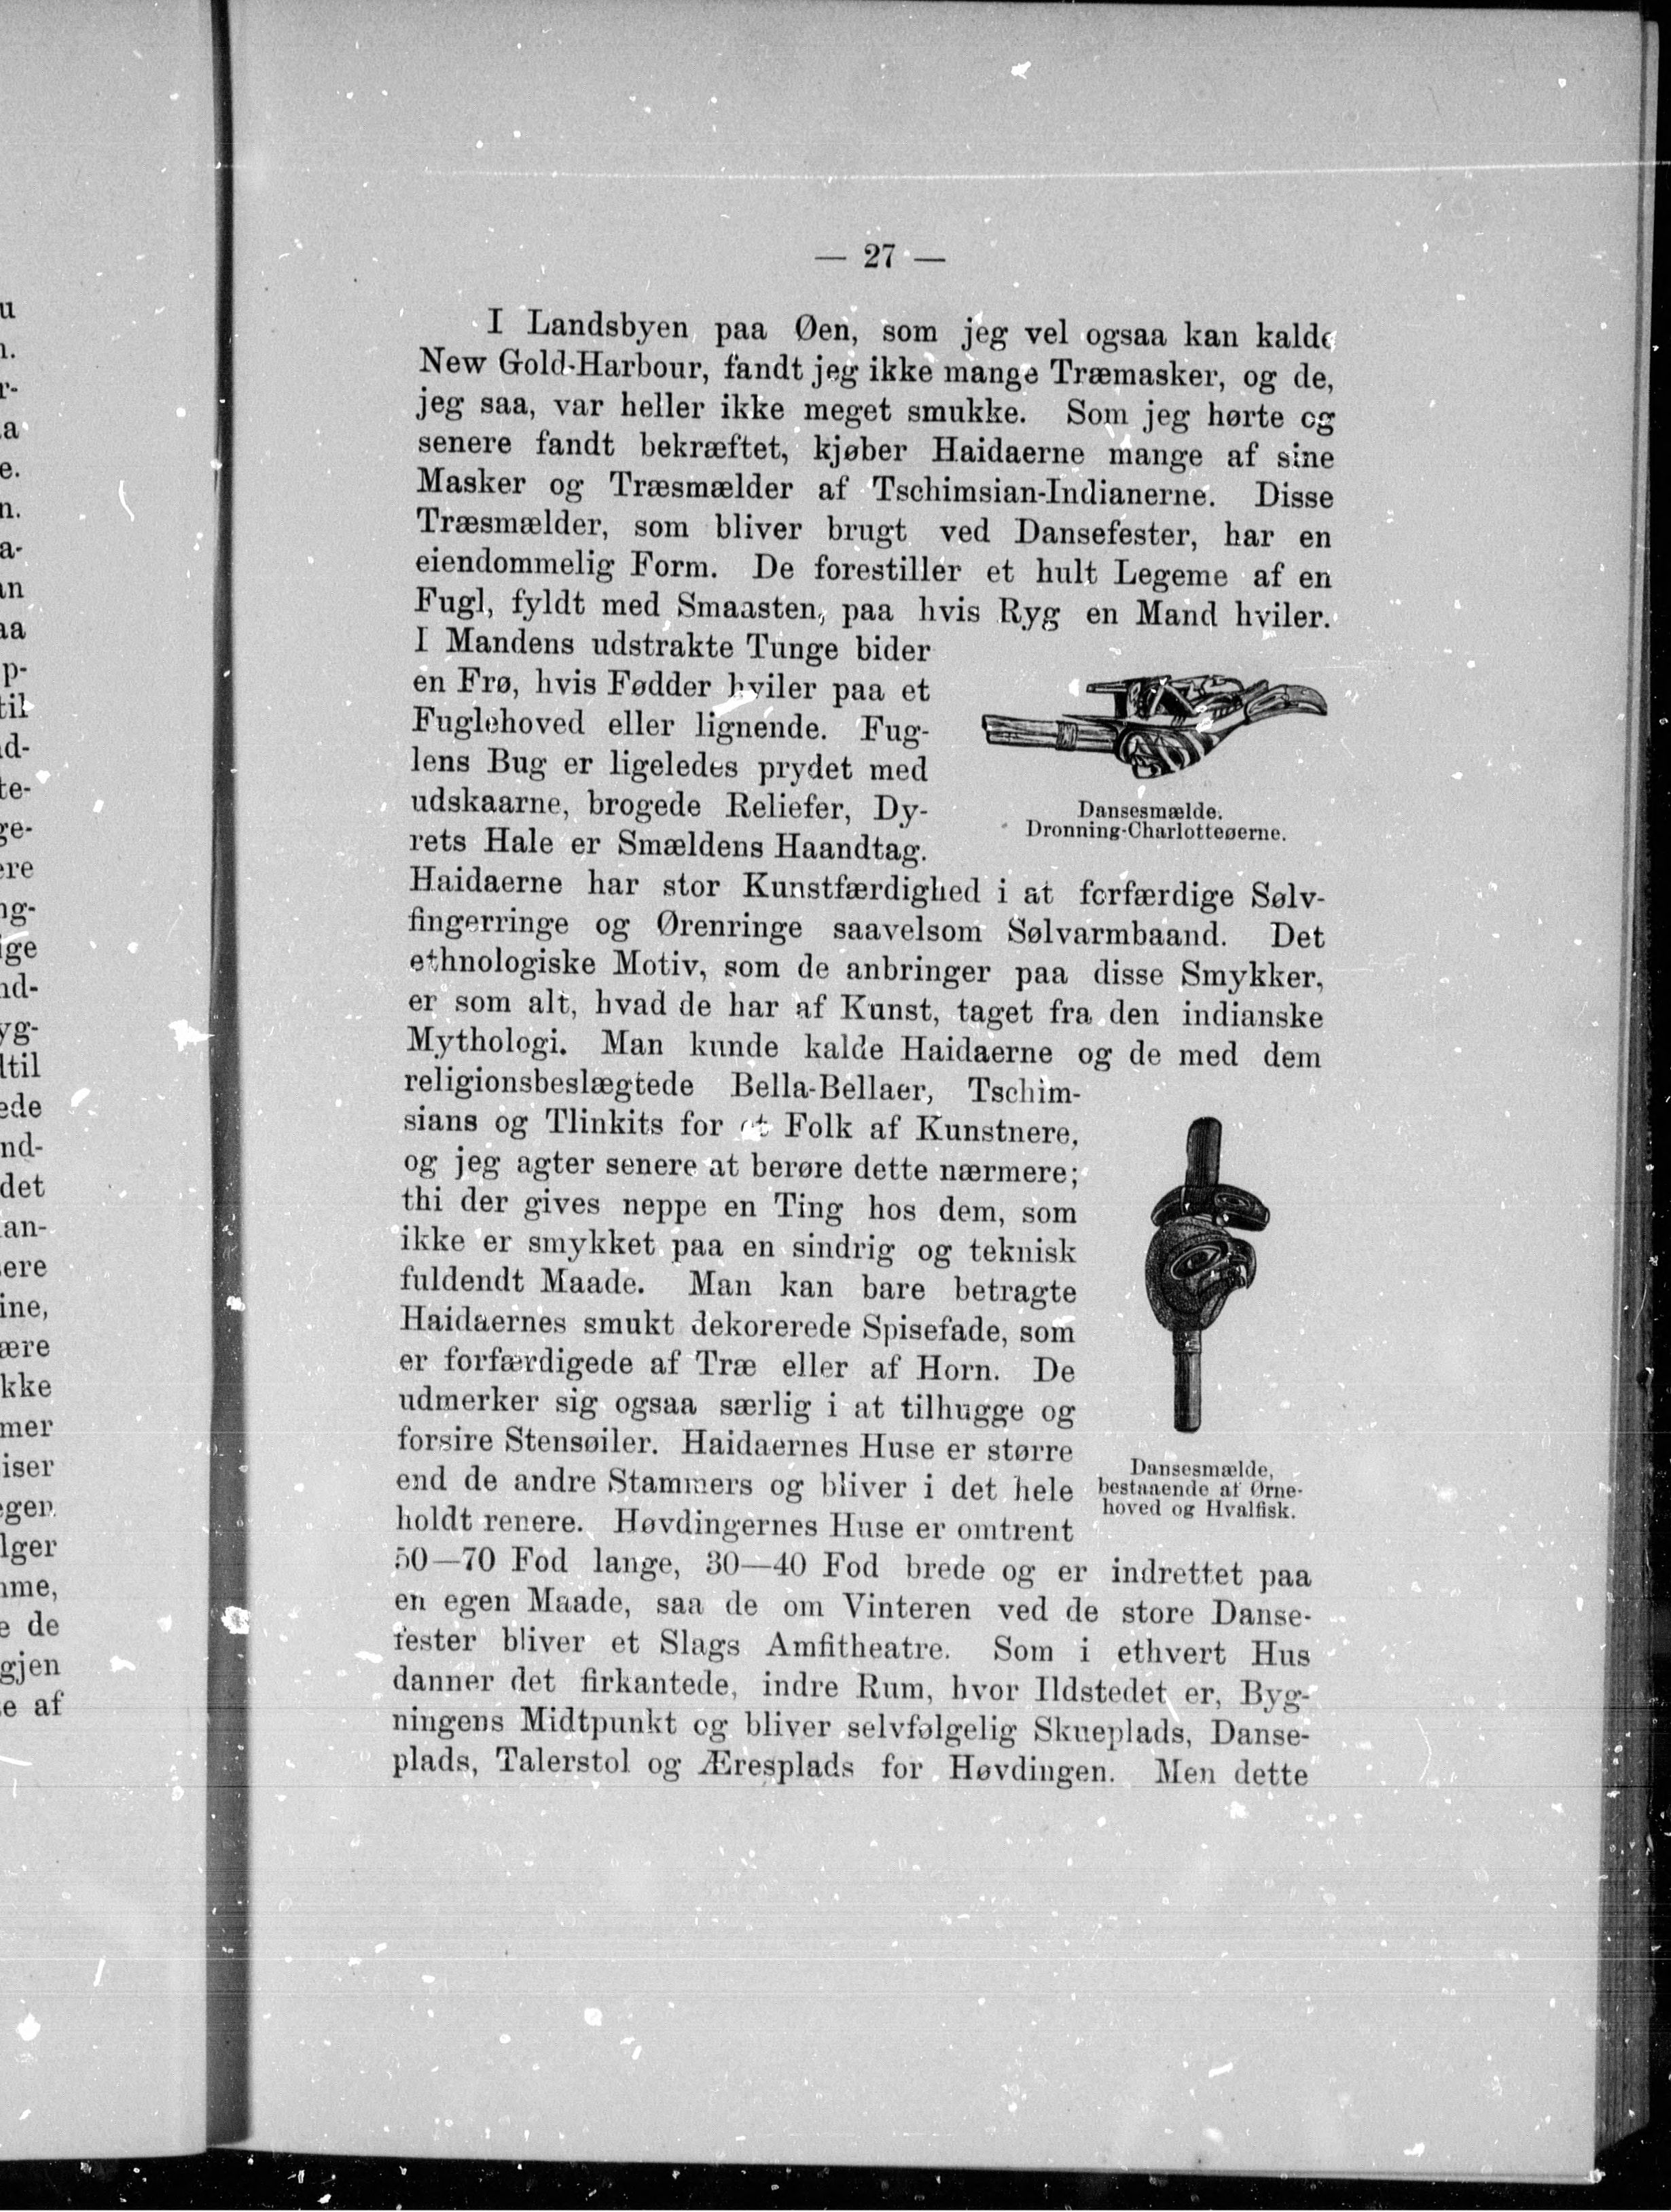 — 27 —
I Landsbyen paa Øen, som jeg vel ogsaa kan kalde
New Gold-Harbour, fandt jeg ikke mange Træmasker, og de,
jeg saa, var heller ikke meget smukke. Som jeg hørte og
senere fandt bekræftet, kjøber Haidaerne mange af sine
Masker og Træsmælder af Tschimsian-Indianerne. Disse
Træsmælder, som bliver brugt ved Dansefester, har en
eiendommelig Form. De forestiller et hult Legeme af en
Fugl, fyldt med Smaasten, paa hvis Ryg en Mand hviler.
I Mandens udstrakte Tunge bider
en Frø, hvis Fødder hviler paa et
Fuglehoved eller lignende. Fug-
lens Bug er ligeledes prydet med
udskaarne, brogede Reliefer, Dy-
rets Hale er Smældens Haandtag.
Dansesmælde.
Dronning-Charlotteøerne.
Haidaerne har stor Kunstfærdighed i at forfærdige Sølv-
fingerringe og Ørenringe saavelsom Sølvarmbaand. Det
ethnologiske Motiv, som de anbringer paa disse Smykker,
er som alt, hvad de har af Kunst, taget fra den indianske
Mythologi. Man kunde kalde Haidaerne og de med dem
religionsbeslægtede Bella-Bellaer, Tschim-
sians og Tlinkits for et Folk af Kunstnere,
og jeg agter senere at berøre dette nærmere;
thi der gives neppe en Ting hos dem, som
ikke er smykket paa en sindrig og teknisk
fuldendt Maade. Man kan bare betragte
Haidaernes smukt dekorerede Spisefade, som
er forfærdigede af Træ eller af Horn. De
udmerker sig ogsaa særlig i at tilhugge og
forsire Stensøiler. Haidaernes Huse er større
end de andre Stammers og bliver i det hele
holdt renere. Høvdingernes Huse er omtrent
Dansesmælde,
bestaaende af Ørne-
hoved og Hvalfisk.
50—70 Fod lange, 30—40 Fod brede og er indrettet paa
en egen Maade, saa de om Vinteren ved de store Danse-
fester bliver et Slags Amfitheatre. Som i ethvert Hus
danner det firkantede, indre Rum, hvor Ildstedet er, Byg-
ningens Midtpunkt og bliver selvfølgelig Skueplads, Danse-
plads, Talerstol og Æresplads for Høvdingen. Men dette